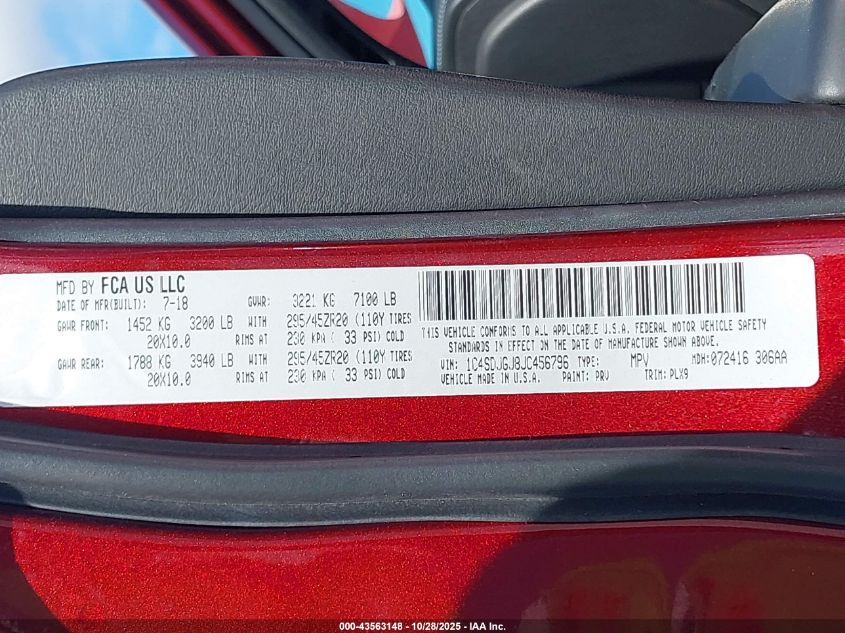 MFD BY FCA US LLC
DATE OF MFR(BUILT): 7-18 GVWR: 3221 KG 7100 LB
GAWR FRONT: 1452 KG 3200 LB WITH 295/45ZR20 (110Y TIRES
20X10.0 RIMS AT 230 KPA ( 33 PSI) COLD
GAWR REAR: 1788 KG 3940 LB WITH 295/45ZR20 (110Y TIRES
20X10.0 RIMS AT 230 KPA ( 33 PSI) COLD
THIS VEHICLE CONFORMS TO ALL APPLICABLE U.S.A. FEDERAL MOTOR VEHICLE SAFETY
STANDARDS IN EFFECT ON THE DATE OF MANUFACTURE SHOWN ABOVE.
VIN: 1C4SDJGJ8JC456796 TYPE: MPV MDH: 072416 306AA
VEHICLE MADE IN U.S.A. PAINT: PRV TRIM: PLX9
000-43563148 - 10/28/2025 - IAA Inc.